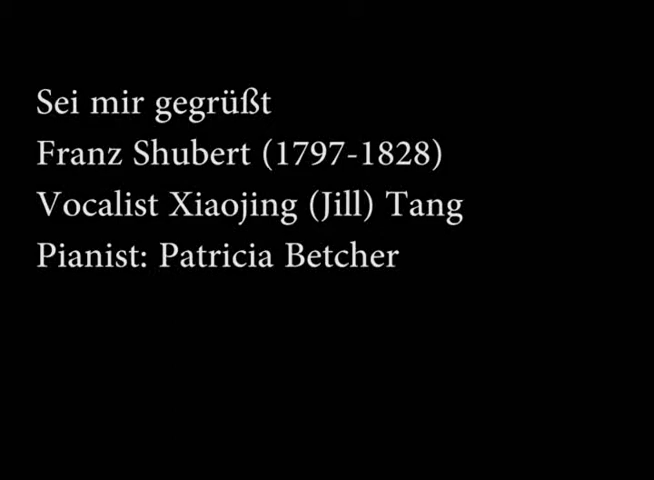 Sei mir gegrüßt
Franz Shubert (1797-1828)
Vocalist Xiaojing (Jill) Tang
Pianist: Patricia Betcher